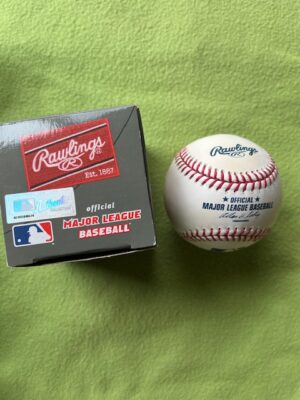 Rawlings
Est. 1887
official
MAJOR LEAGUE
BASEBALL
Rawlings
OFFICIAL
MAJOR LEAGUE BASEBALL